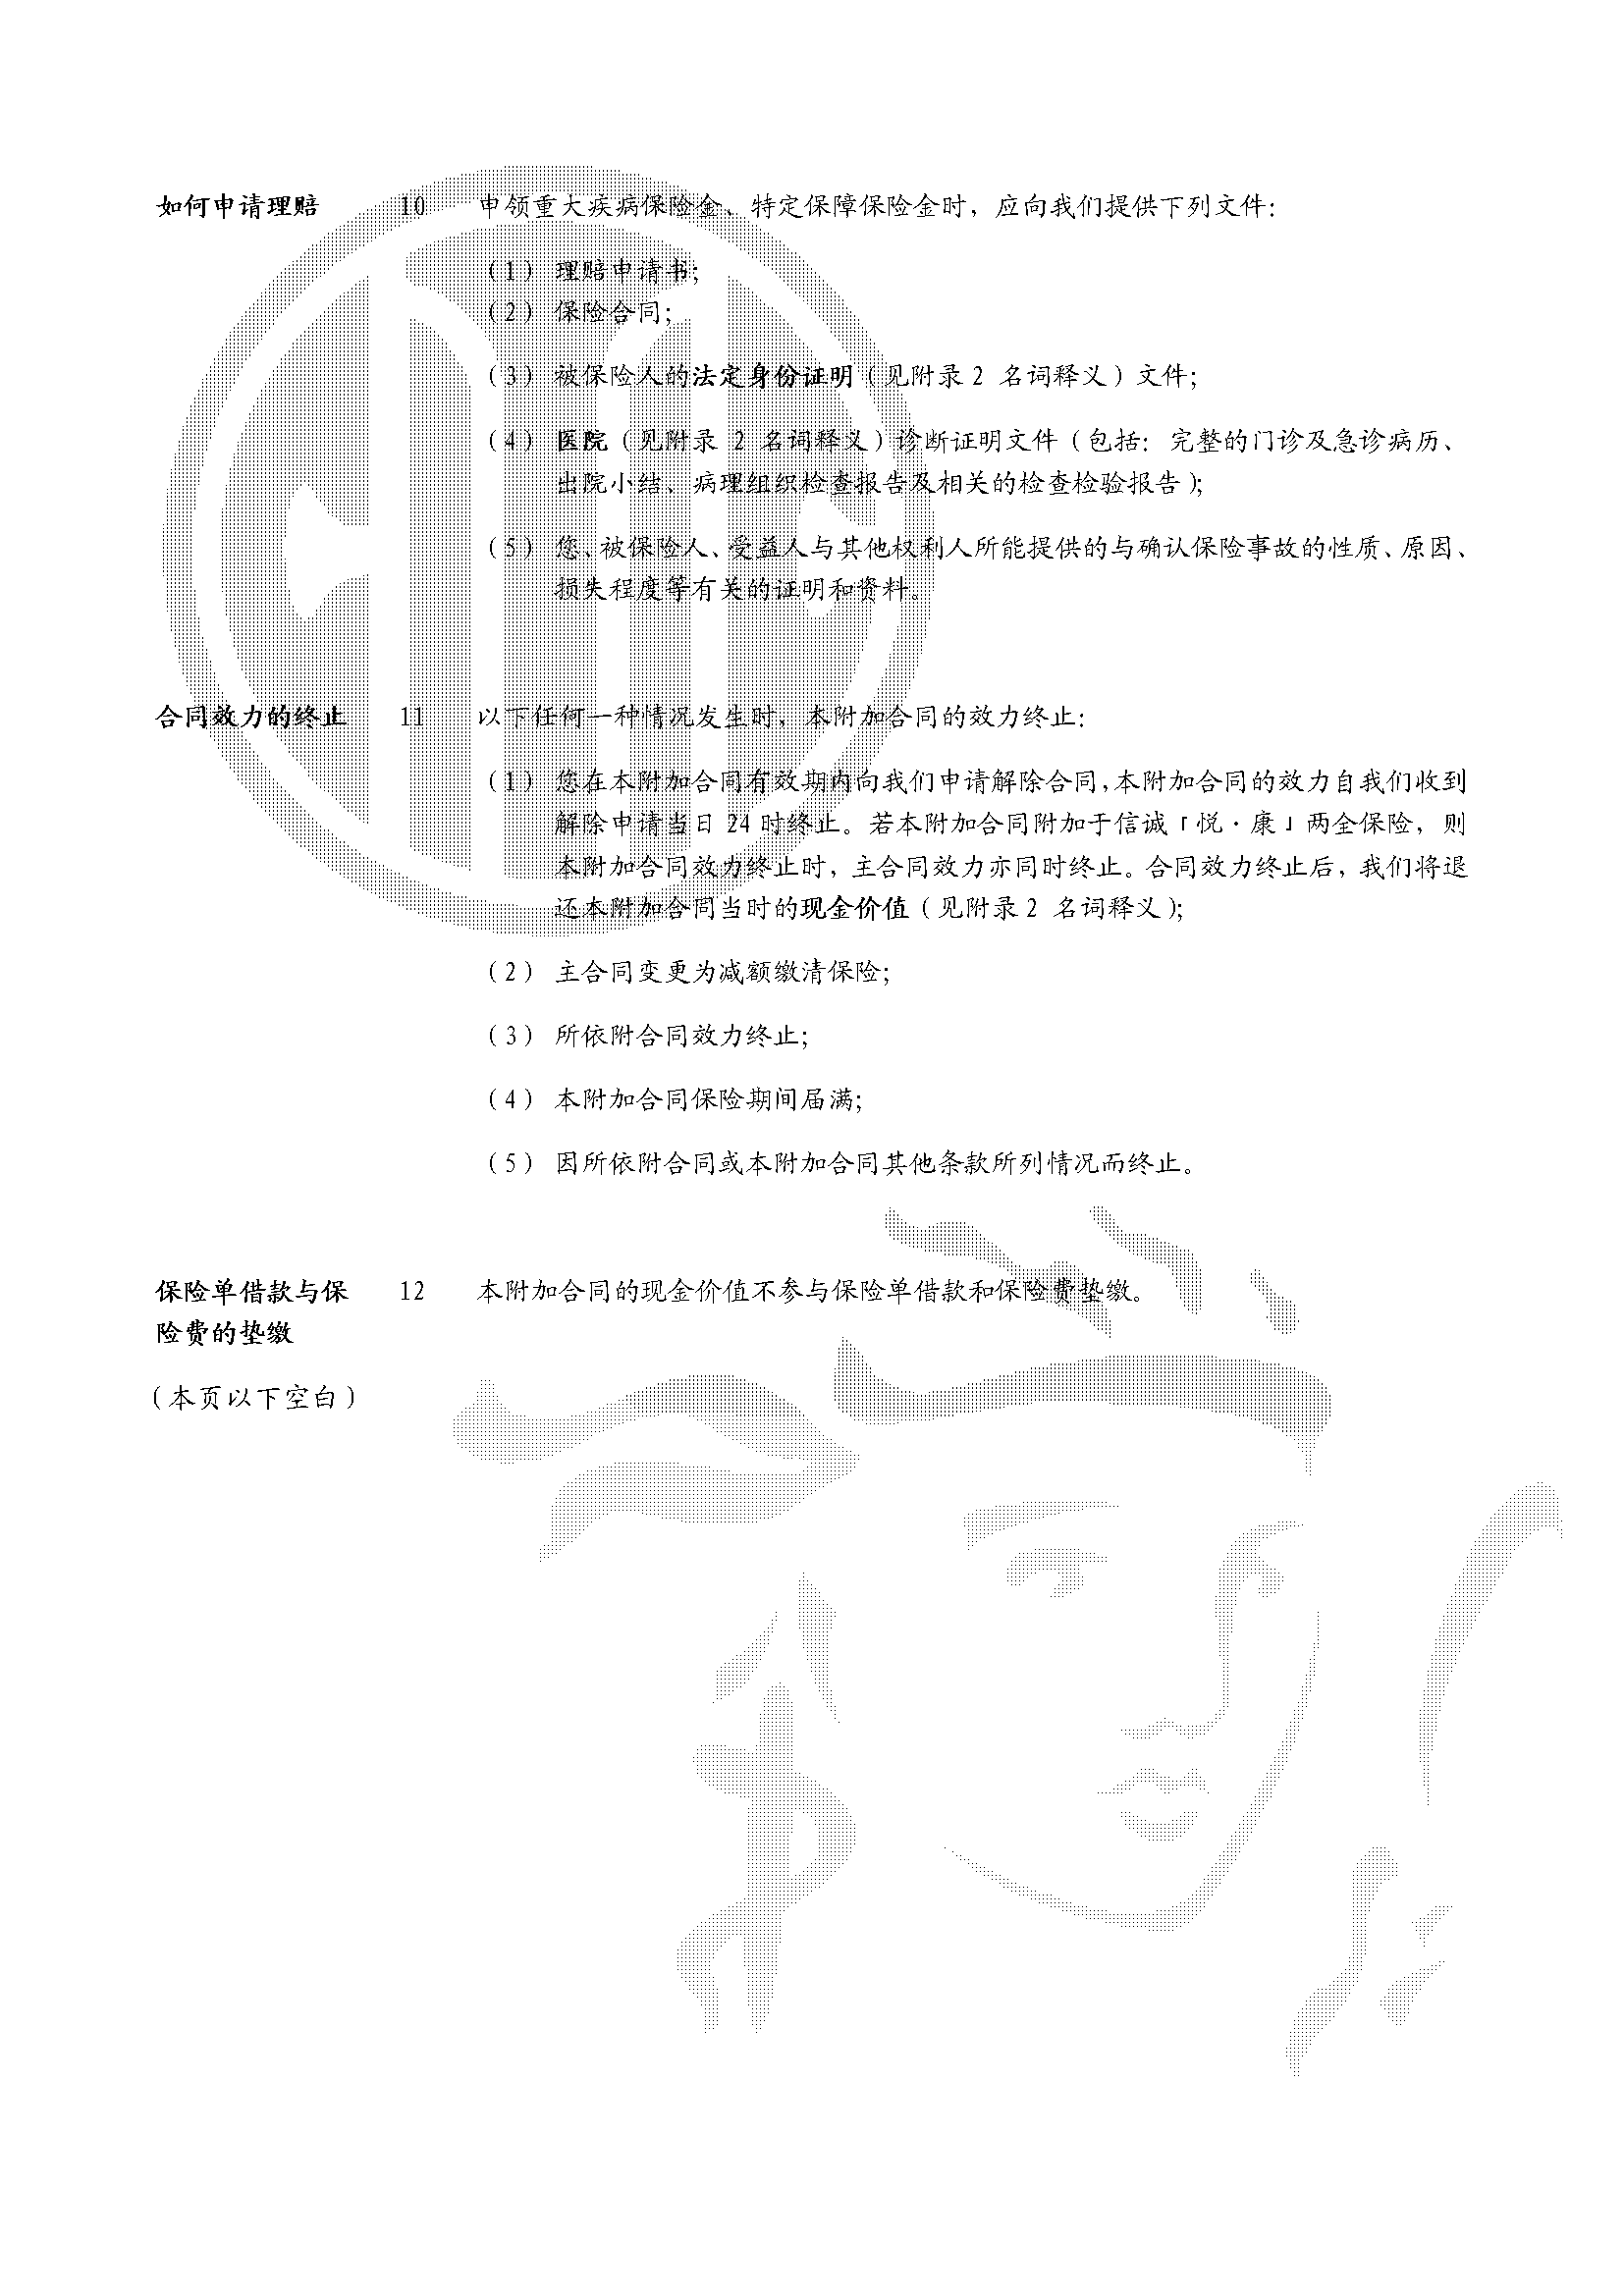 如何申请理赔 10 申领重大疾病保险金、特定保障保险金时，应向我们提供下列文件：
（1） 理赔申请书；
（2） 保险合同；
（3） 被保险人的法定身份证明（见附录2 名词释义）文件；
（4） 医院（见附录 2 名词释义）诊断证明文件（包括：完整的门诊及急诊病历、
出院小结、病理组织检查报告及相关的检查检验报告）；
（5） 您、被保险人、受益人与其他权利人所能提供的与确认保险事故的性质、原因、
损失程度等有关的证明和资料。
合同效力的终止 11 以下任何一种情况发生时，本附加合同的效力终止：
（1） 您在本附加合同有效期内向我们申请解除合同，本附加合同的效力自我们收到
解除申请当日 24 时终止。若本附加合同附加于信诚「悦·康」两全保险，则
本附加合同效力终止时，主合同效力亦同时终止。合同效力终止后，我们将退
还本附加合同当时的现金价值（见附录2 名词释义）；
（2） 主合同变更为减额缴清保险；
（3） 所依附合同效力终止；
（4） 本附加合同保险期间届满；
（5） 因所依附合同或本附加合同其他条款所列情况而终止。
保险单借款与保 12 本附加合同的现金价值不参与保险单借款和保险费垫缴。
险费的垫缴
（本页以下空白）